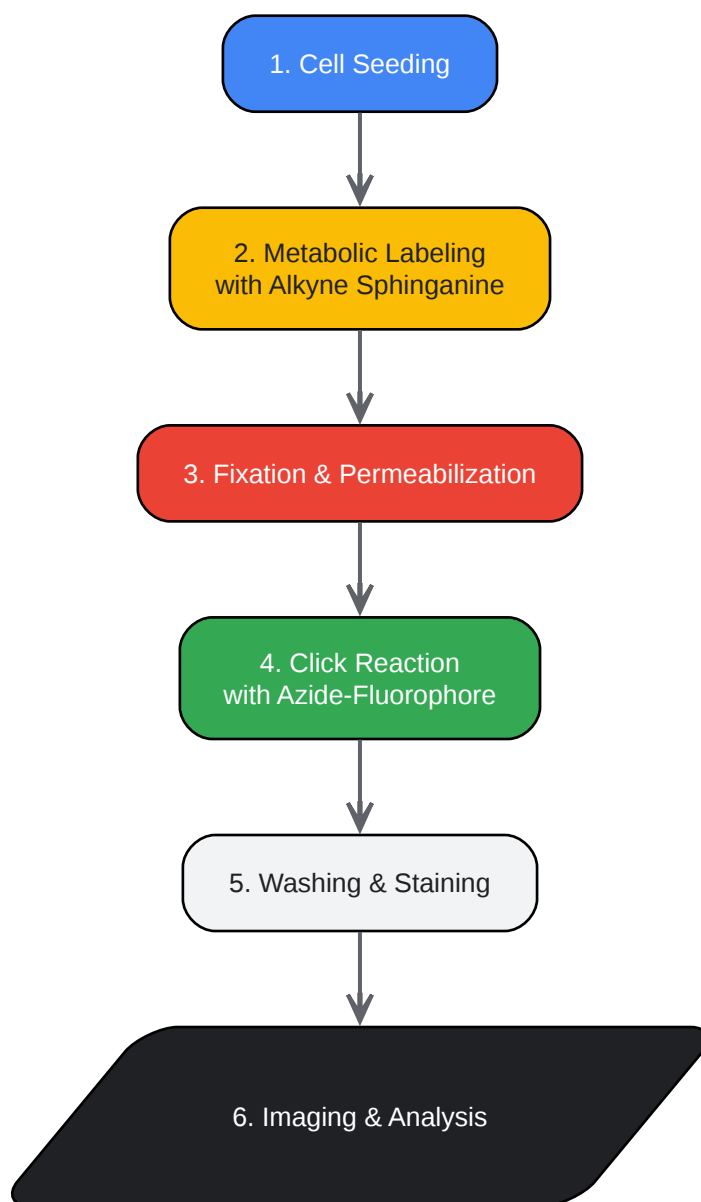 1. Cell Seeding
2. Metabolic Labeling
with Alkyne Sphinganine
3. Fixation & Permeabilization
4. Click Reaction
with Azide-Fluorophore
5. Washing & Staining
6. Imaging & Analysis